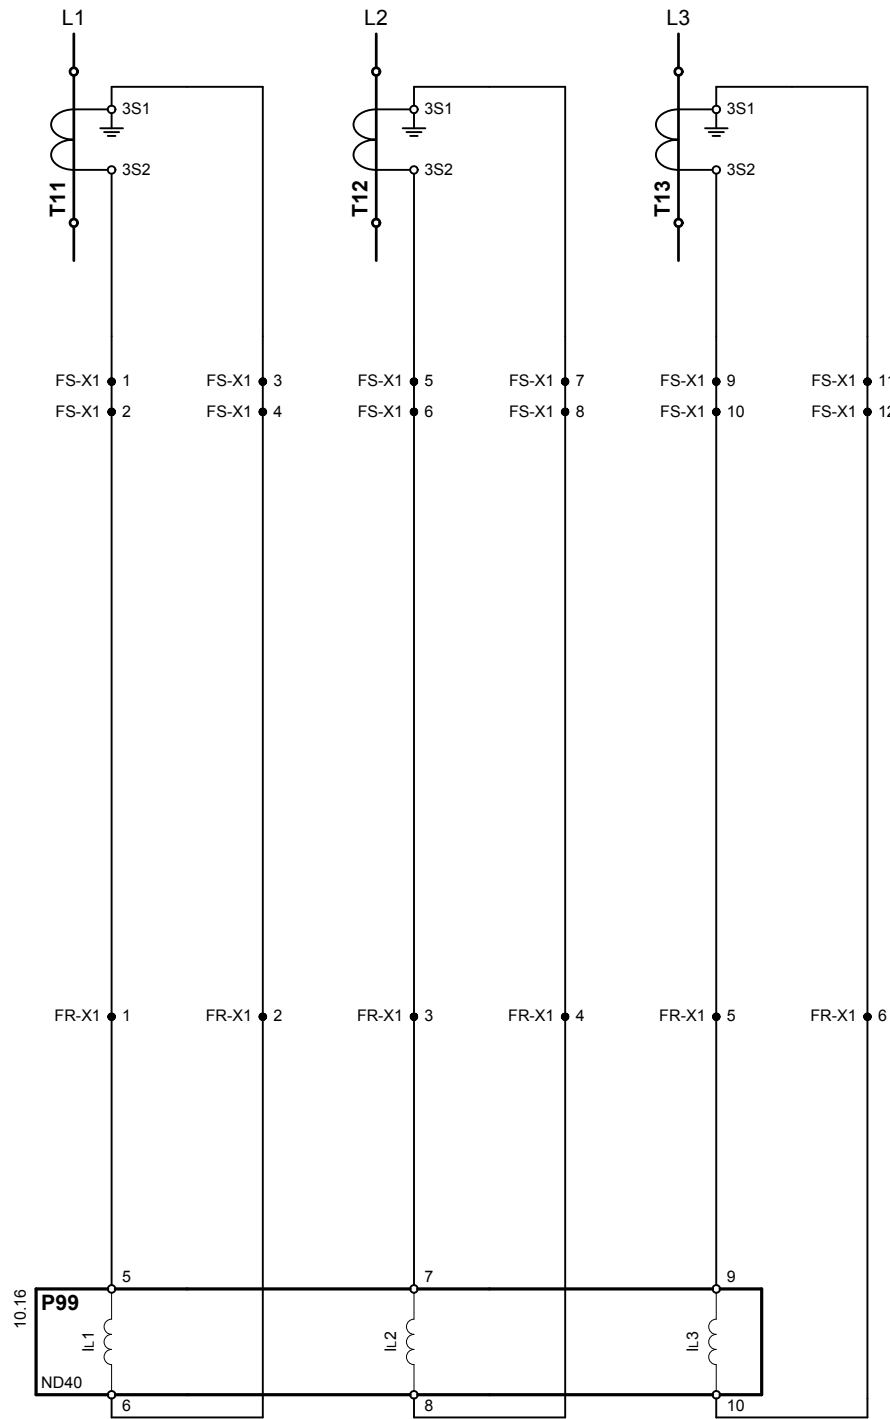 L1 L2 L3
3S1 3S1 3S1
3S2 3S2 3S2
T11 T12 T13
FS-X1 1 FS-X1 3 FS-X1 5 FS-X1 7 FS-X1 9 FS-X1 11
FS-X1 2 FS-X1 4 FS-X1 6 FS-X1 8 FS-X1 10 FS-X1 12
FR-X1 1 FR-X1 2 FR-X1 3 FR-X1 4 FR-X1 5 FR-X1 6
5 7 9
10.16 P99
IL1 IL2 IL3
ND40
6 8 10